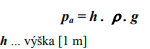 pₐ = h . ρ. g
h ... výška [1 m]